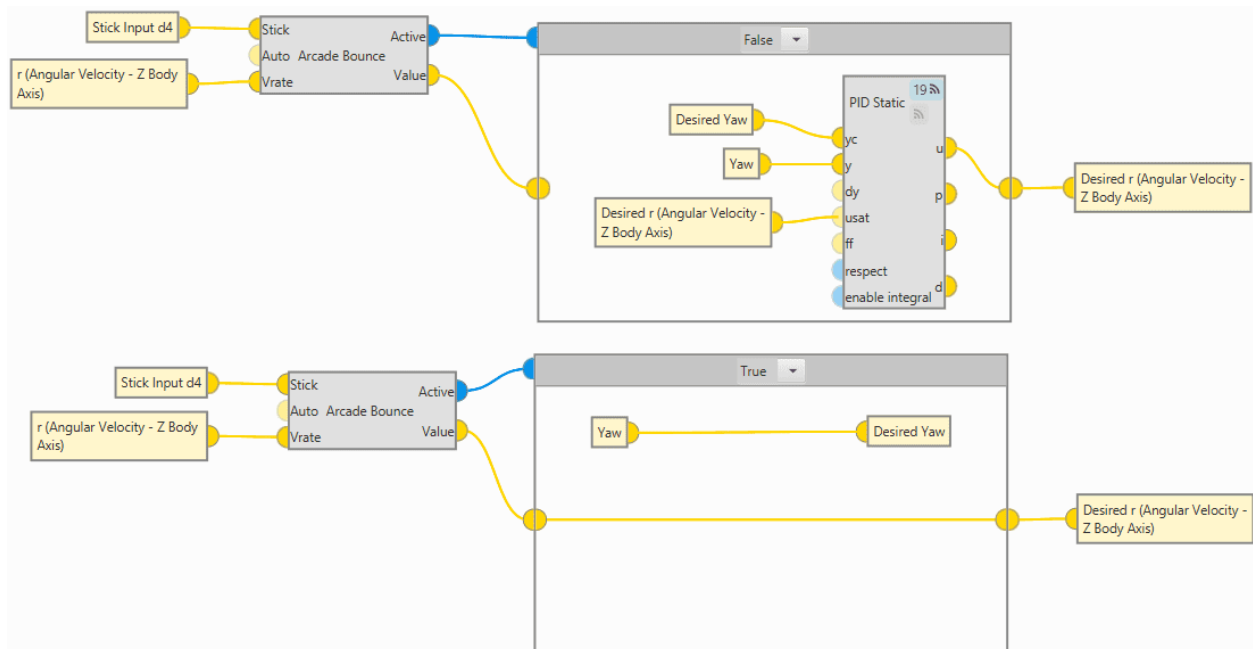 Stick Input d4
r (Angular Velocity - Z Body
Axis)
Stick
Auto Arcade Bounce
Vrate
Active
Value
False
PID Static
19
yc
y
dy
usat
ff
respect
enable integral
u
p
i
d
Desired Yaw
Yaw
Desired r (Angular Velocity -
Z Body Axis)
Desired r (Angular Velocity -
Z Body Axis)
Stick Input d4
r (Angular Velocity - Z Body
Axis)
Stick
Auto Arcade Bounce
Vrate
Active
Value
True
Yaw
Desired Yaw
Desired r (Angular Velocity -
Z Body Axis)